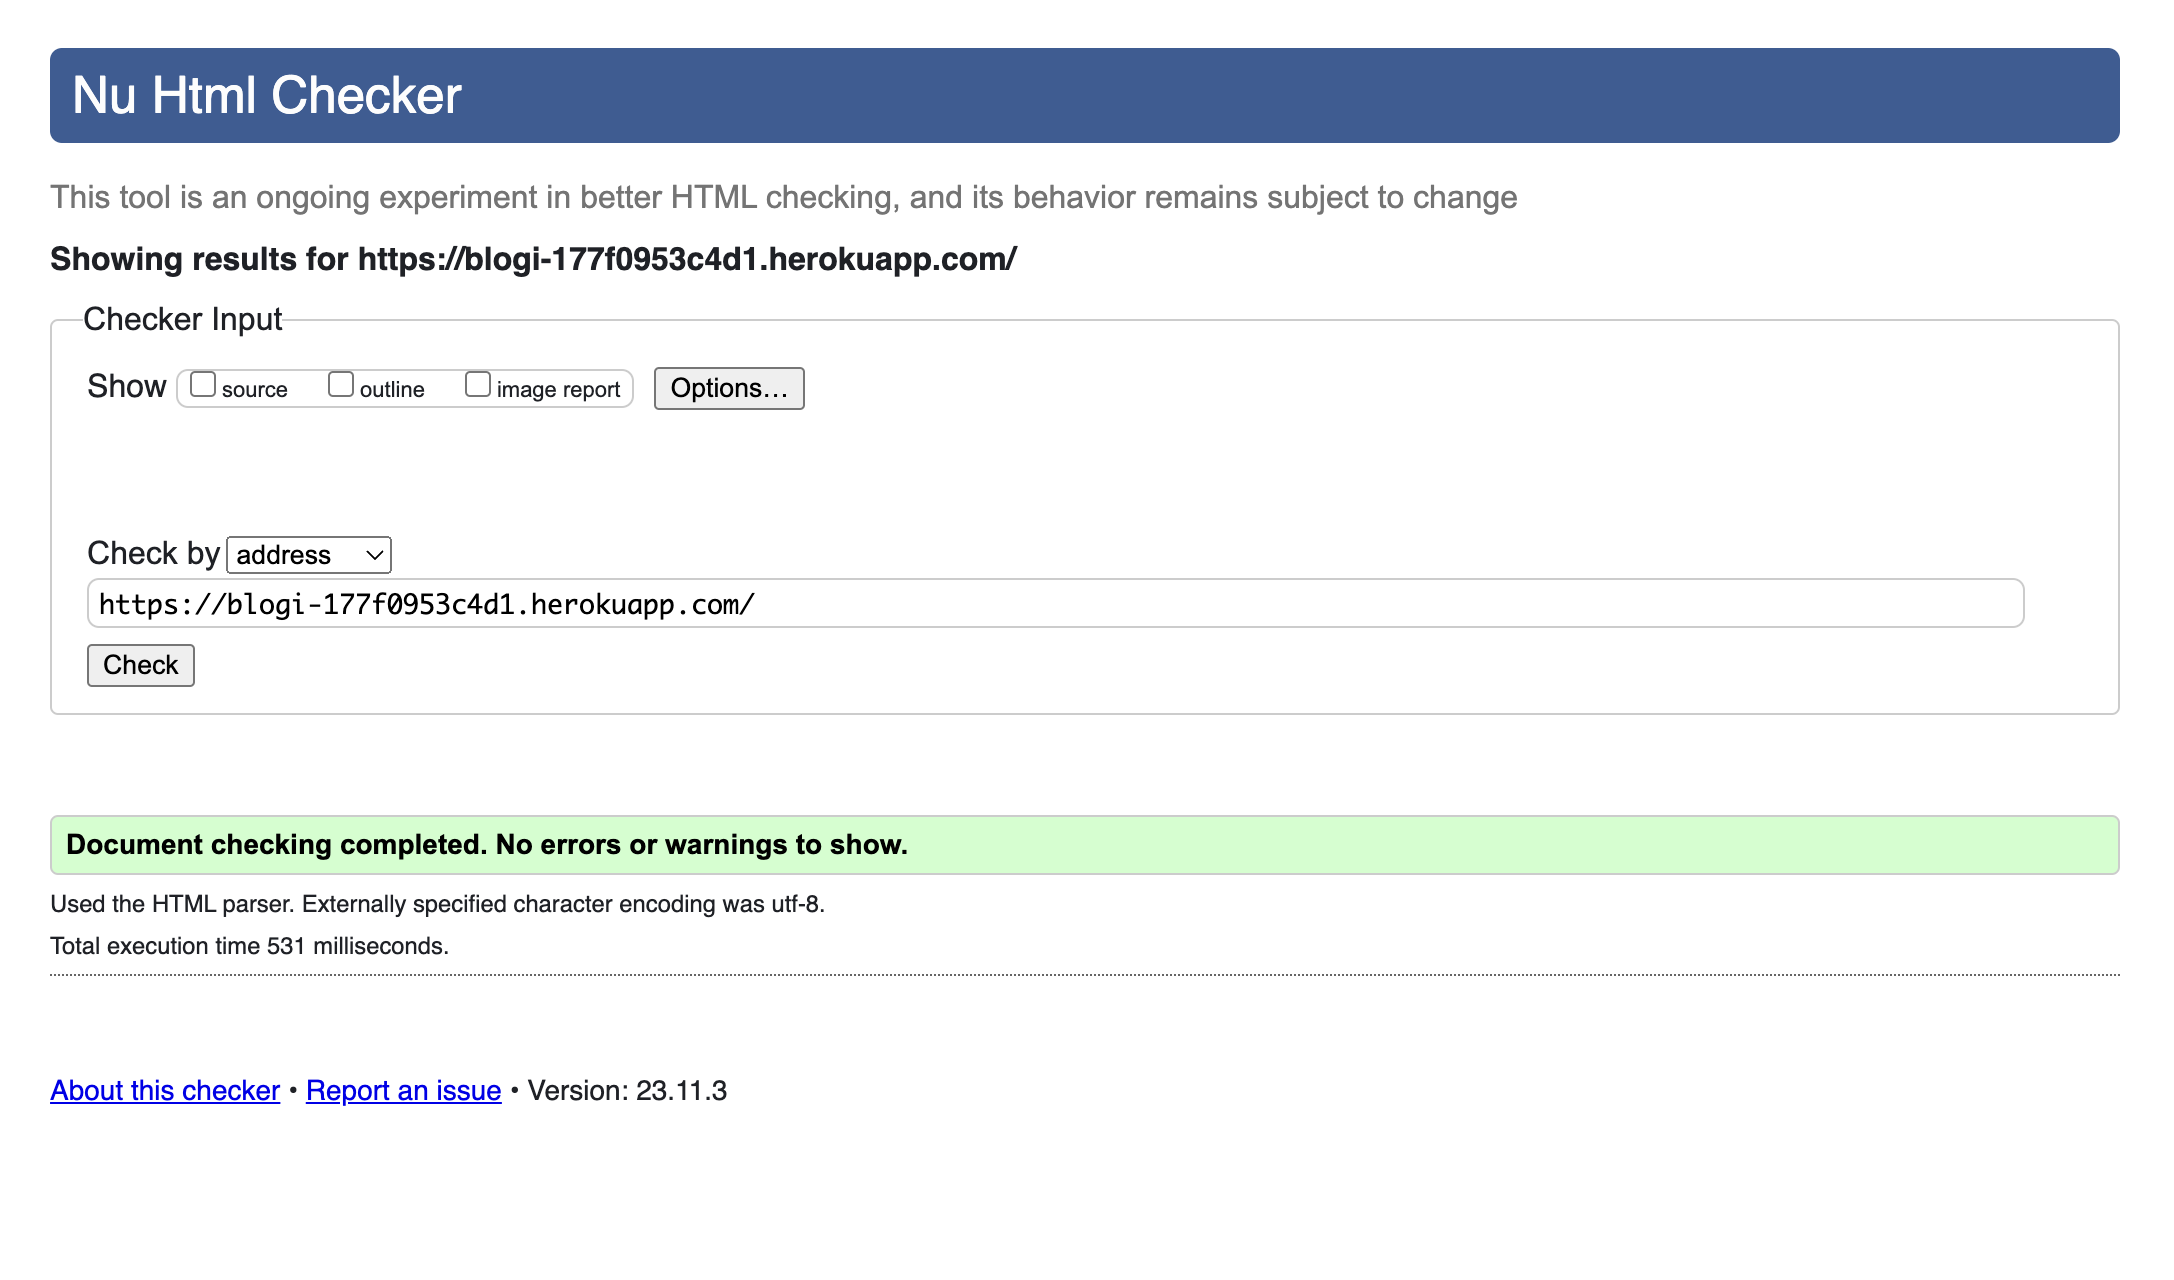 Nu Html Checker
This tool is an ongoing experiment in better HTML checking, and its behavior remains subject to change
Showing results for https://blogi-177f0953c4d1.herokuapp.com/
Checker Input
Show source outline image report Options...
Check by address
https://blogi-177f0953c4d1.herokuapp.com/
Check
Document checking completed. No errors or warnings to show.
Used the HTML parser. Externally specified character encoding was utf-8.
Total execution time 531 milliseconds.
About this checker • Report an issue • Version: 23.11.3